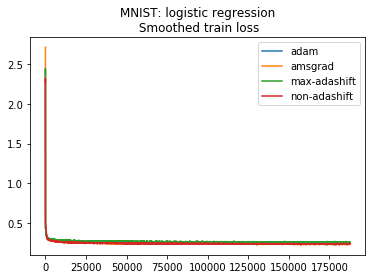 MNIST: logistic regression
Smoothed train loss
adam
amsgrad
max-adashift
non-adashift
2.5
2.0
1.5
1.0
0.5
0 25000 50000 75000 100000 125000 150000 175000